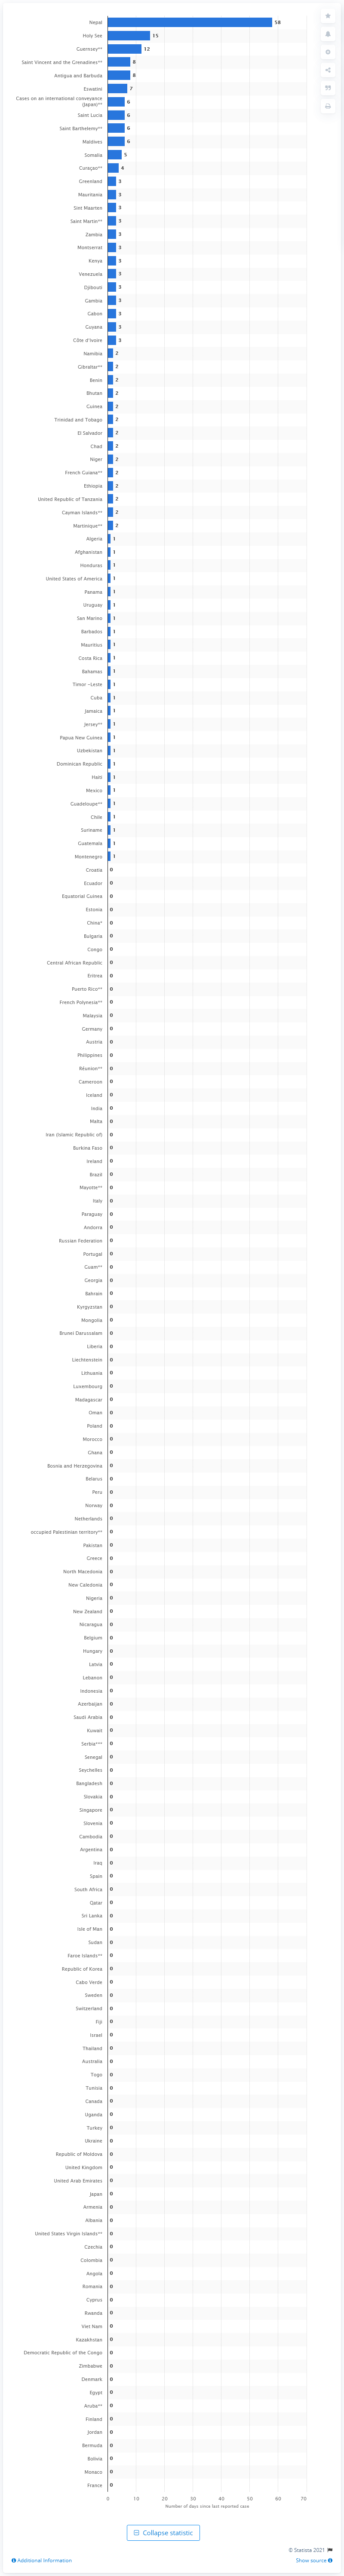 Nepal 58
Holy See 15
Guernsey** 12
Saint Vincent and the Grenadines** 8
Antigua and Barbuda 8
Eswatini 7
Cases on an international conveyance
(Japan)** 6
Saint Lucia 6
Saint Barthelemy** 6
Maldives 6
Somalia 5
Curaçao** 4
Greenland 3
Mauritania 3
Sint Maarten 3
Saint Martin** 3
Zambia 3
Montserrat 3
Kenya 3
Venezuela 3
Djibouti 3
Gambia 3
Gabon 3
Guyana 3
Côte d'Ivoire 3
Namibia 2
Gibraltar** 2
Benin 2
Bhutan 2
Guinea 2
Trinidad and Tobago 2
El Salvador 2
Chad 2
Niger 2
French Guiana** 2
Ethiopia 2
United Republic of Tanzania 2
Cayman Islands** 2
Martinique** 2
Algeria 1
Afghanistan 1
Honduras 1
United States of America 1
Panama 1
Uruguay 1
San Marino 1
Barbados 1
Mauritius 1
Costa Rica 1
Bahamas 1
Timor -Leste 1
Cuba 1
Jamaica 1
Jersey** 1
Papua New Guinea 1
Uzbekistan 1
Dominican Republic 1
Haiti 1
Mexico 1
Guadeloupe** 1
Chile 1
Suriname 1
Guatemala 1
Montenegro 1
Croatia 0
Ecuador 0
Equatorial Guinea 0
Estonia 0
China* 0
Bulgaria 0
Congo 0
Central African Republic 0
Eritrea 0
Puerto Rico** 0
French Polynesia** 0
Malaysia 0
Germany 0
Austria 0
Philippines 0
Réunion** 0
Cameroon 0
Iceland 0
India 0
Malta 0
Iran (Islamic Republic of) 0
Burkina Faso 0
Ireland 0
Brazil 0
Mayotte** 0
Italy 0
Paraguay 0
Andorra 0
Russian Federation 0
Portugal 0
Guam** 0
Georgia 0
Bahrain 0
Kyrgyzstan 0
Mongolia 0
Brunei Darussalam 0
Liberia 0
Liechtenstein 0
Lithuania 0
Luxembourg 0
Madagascar 0
Oman 0
Poland 0
Morocco 0
Ghana 0
Bosnia and Herzegovina 0
Belarus 0
Peru 0
Norway 0
Netherlands 0
occupied Palestinian territory** 0
Pakistan 0
Greece 0
North Macedonia 0
New Caledonia 0
Nigeria 0
New Zealand 0
Nicaragua 0
Belgium 0
Hungary 0
Latvia 0
Lebanon 0
Indonesia 0
Azerbaijan 0
Saudi Arabia 0
Kuwait 0
Serbia*** 0
Senegal 0
Seychelles 0
Bangladesh 0
Slovakia 0
Singapore 0
Slovenia 0
Cambodia 0
Argentina 0
Iraq 0
Spain 0
South Africa 0
Qatar 0
Sri Lanka 0
Isle of Man 0
Sudan 0
Faroe Islands** 0
Republic of Korea 0
Cabo Verde 0
Sweden 0
Switzerland 0
Fiji 0
Israel 0
Thailand 0
Australia 0
Togo 0
Tunisia 0
Canada 0
Uganda 0
Turkey 0
Ukraine 0
Republic of Moldova 0
United Kingdom 0
United Arab Emirates 0
Japan 0
Armenia 0
Albania 0
United States Virgin Islands** 0
Czechia 0
Colombia 0
Angola 0
Romania 0
Cyprus 0
Rwanda 0
Viet Nam 0
Kazakhstan 0
Democratic Republic of the Congo 0
Zimbabwe 0
Denmark 0
Egypt 0
Aruba** 0
Finland 0
Jordan 0
Bermuda 0
Bolivia 0
Monaco 0
France 0
0 10 20 30 40 50 60 70
Number of days since last reported case
Collapse statistic
© Statista 2021
Additional Information
Show source